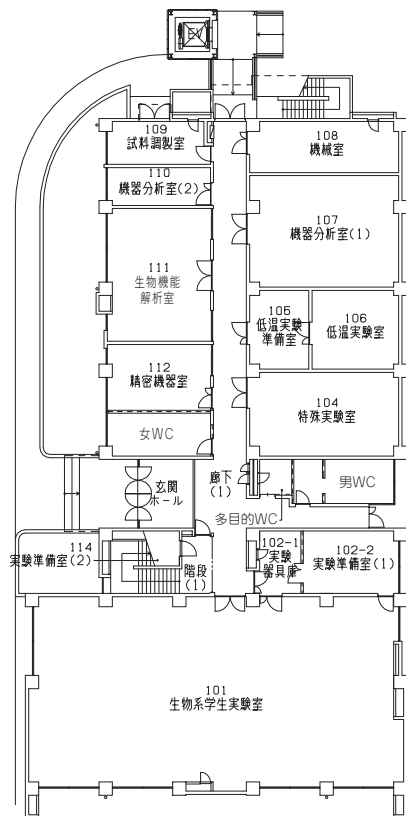 109
試料調製室
108
機械室
110
機器分析室(2)
107
機器分析室(1)
111
生物機能
解析室
105
低温実験
準備室
106
低温実験室
112
精密機器室
104
特殊実験室
女WC
玄関
ホール
廊下
(1)
男WC
多目的WC
114
実験準備室(2)
階段
(1)
102-1
実験
器具庫
102-2
実験準備室(1)
101
生物系学生実験室